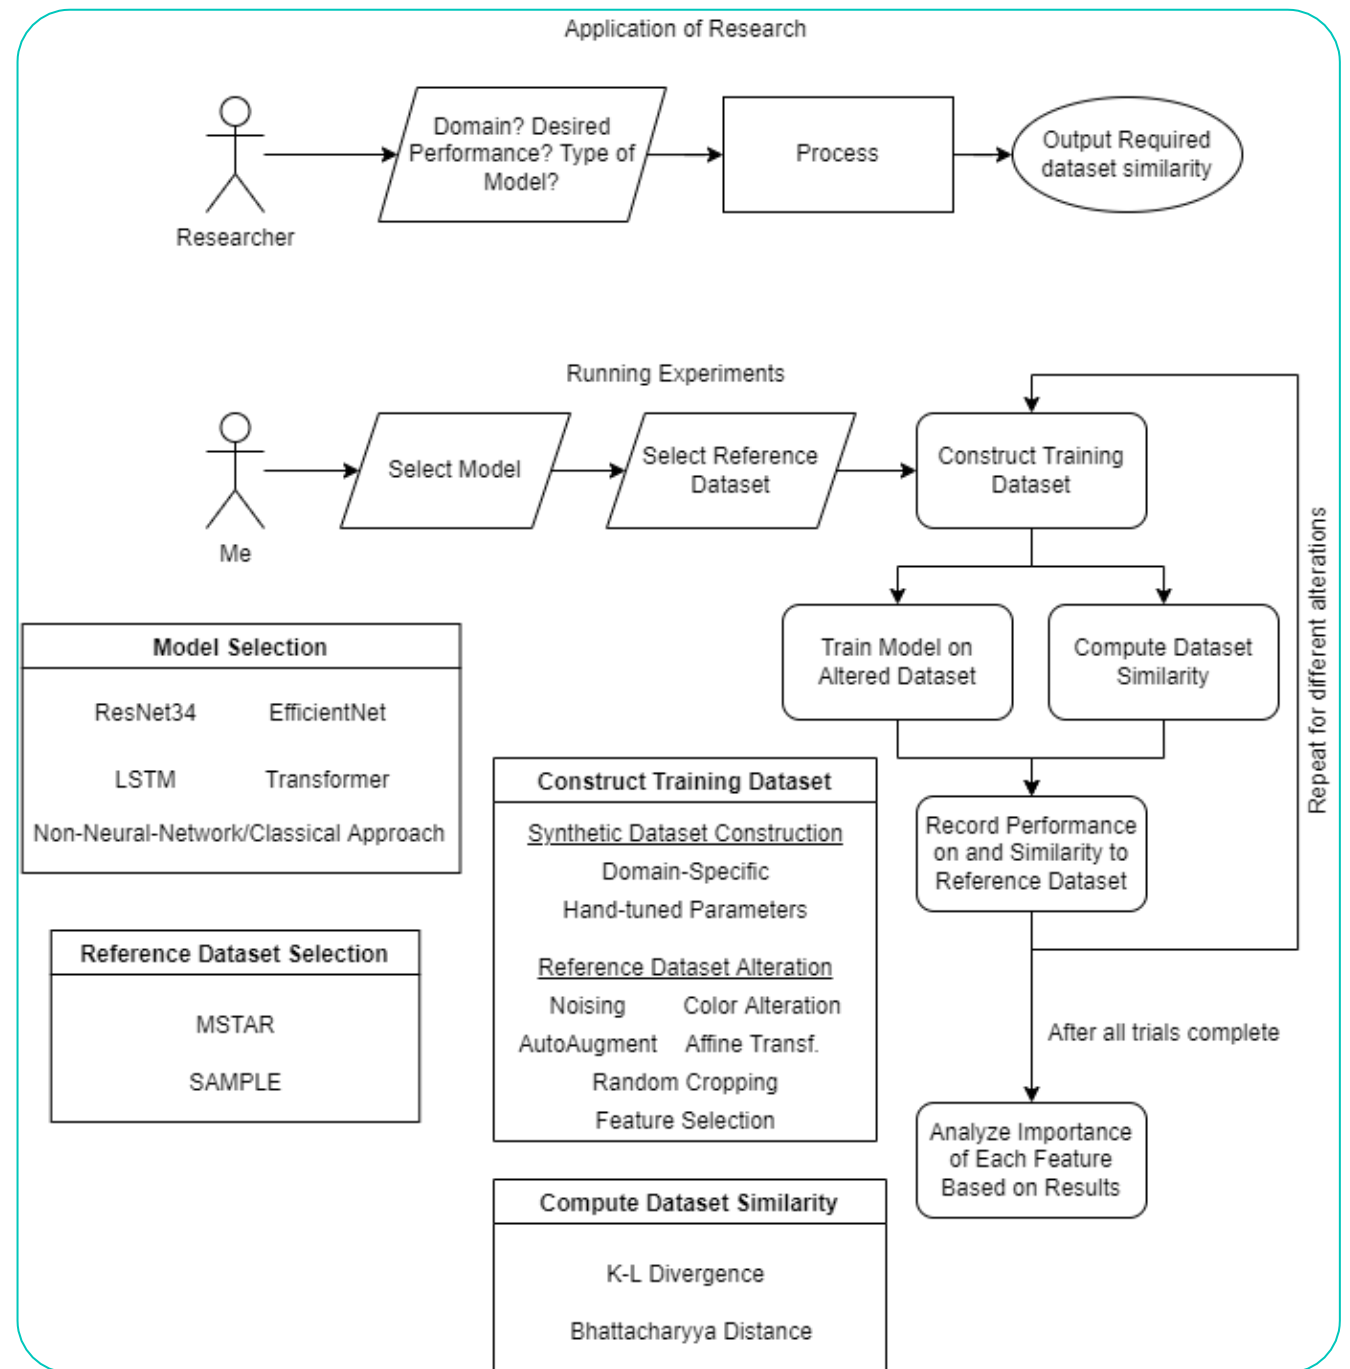 Application of Research
Domain? Desired
Performance? Type of
Model?
Process
Output Required
dataset similarity
Researcher
Running Experiments
Select Model
Select Reference
Dataset
Construct Training
Dataset
Me
Repeat for different alterations
Train Model on
Altered Dataset
Compute Dataset
Similarity
Record Performance
on and Similarity to
Reference Dataset
After all trials complete
Analyze Importance
of Each Feature
Based on Results
Model Selection
ResNet34 EfficientNet
LSTM Transformer
Non-Neural-Network/Classical Approach
Reference Dataset Selection
MSTAR
SAMPLE
Construct Training Dataset
Synthetic Dataset Construction
Domain-Specific
Hand-tuned Parameters
Reference Dataset Alteration
Noising Color Alteration
AutoAugment Affine Transf.
Random Cropping
Feature Selection
Compute Dataset Similarity
K-L Divergence
Bhattacharyya Distance